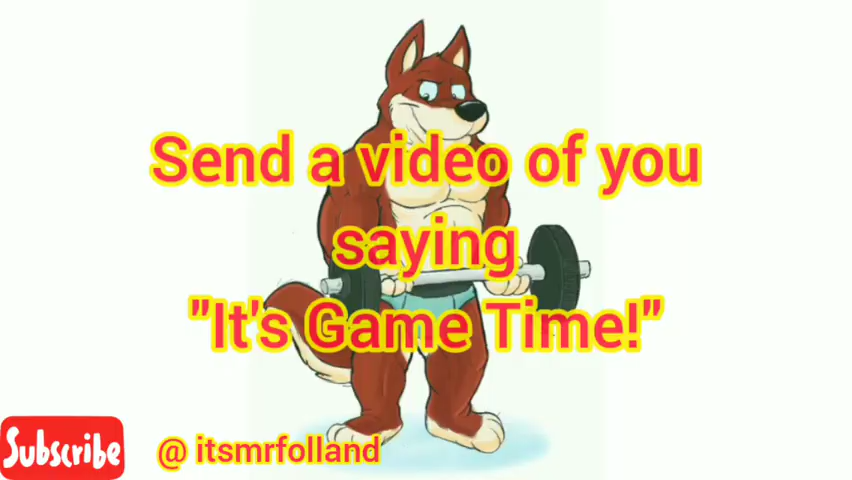 Send a video of you
saying
"It's Game Time!"
Subscribe
@ itsmrfolland